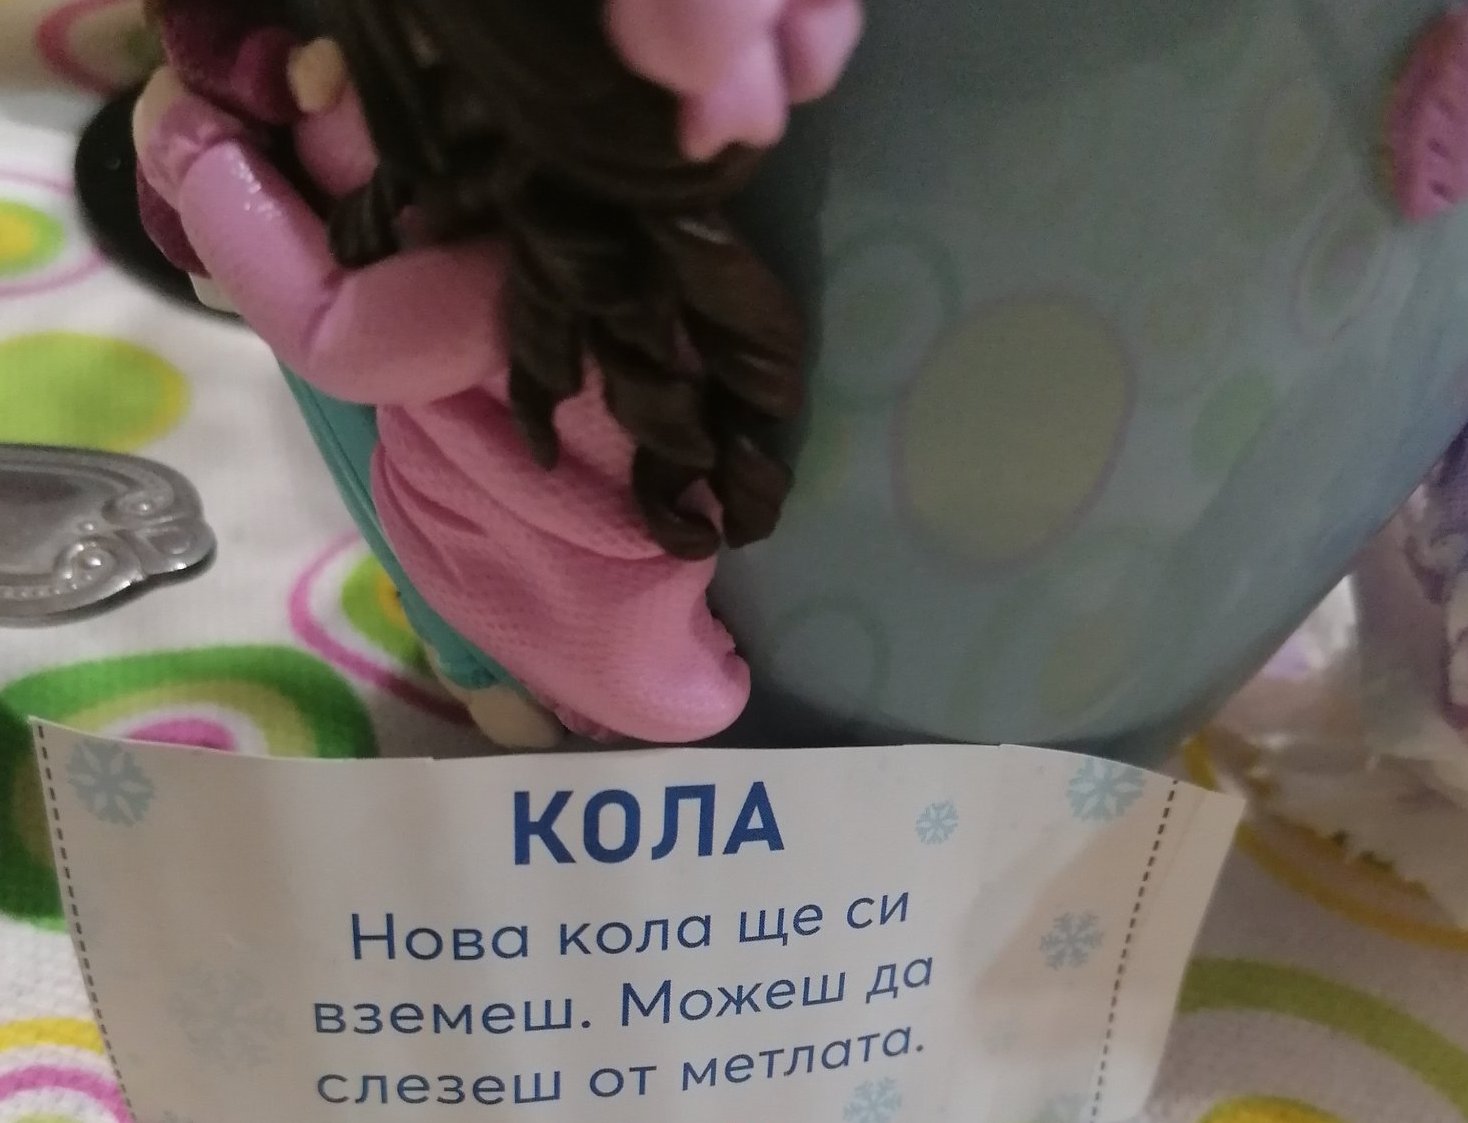 КОЛА
Нова кола ще си
вземеш. Можеш да
слезеш от метлата.